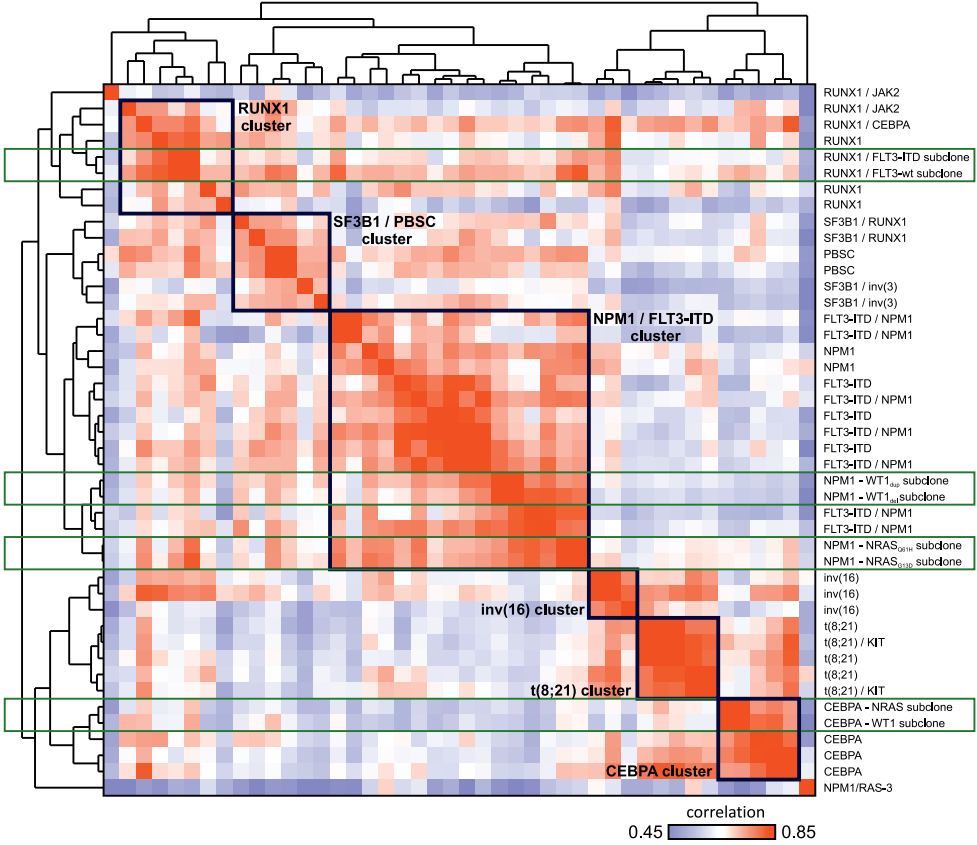 RUNX1 / JAK2
RUNX1
cluster
RUNX1 / JAK2
RUNX1 / CEBPA
RUNX1
RUNX1 / FLT3-ITD subclone
RUNX1 / FLT3-wt subclone
RUNX1
RUNX1
SF3B1 / PBSC
cluster
SF3B1 / RUNX1
SF3B1 / RUNX1
PBSC
PBSC
SF3B1 / inv(3)
SF3B1 / inv(3)
NPM1 / FLT3-ITD
cluster
FLT3-ITD / NPM1
FLT3-ITD / NPM1
NPM1
NPM1
FLT3-ITD
FLT3-ITD / NPM1
FLT3-ITD
FLT3-ITD / NPM1
FLT3-ITD
FLT3-ITD / NPM1
NPM1 - WT1dup subclone
NPM1 - WT1del subclone
FLT3-ITD / NPM1
FLT3-ITD / NPM1
NPM1 - NRASQ61H subclone
NPM1 - NRASG13D subclone
inv(16)
inv(16)
inv(16) cluster
inv(16)
t(8;21)
t(8;21) / KIT
t(8;21)
t(8;21)
t(8;21) cluster
t(8;21) / KIT
CEBPA - NRAS subclone
CEBPA - WT1 subclone
CEBPA
CEBPA
CEBPA cluster
CEBPA
NPM1/RAS-3
correlation
0.45 0.85